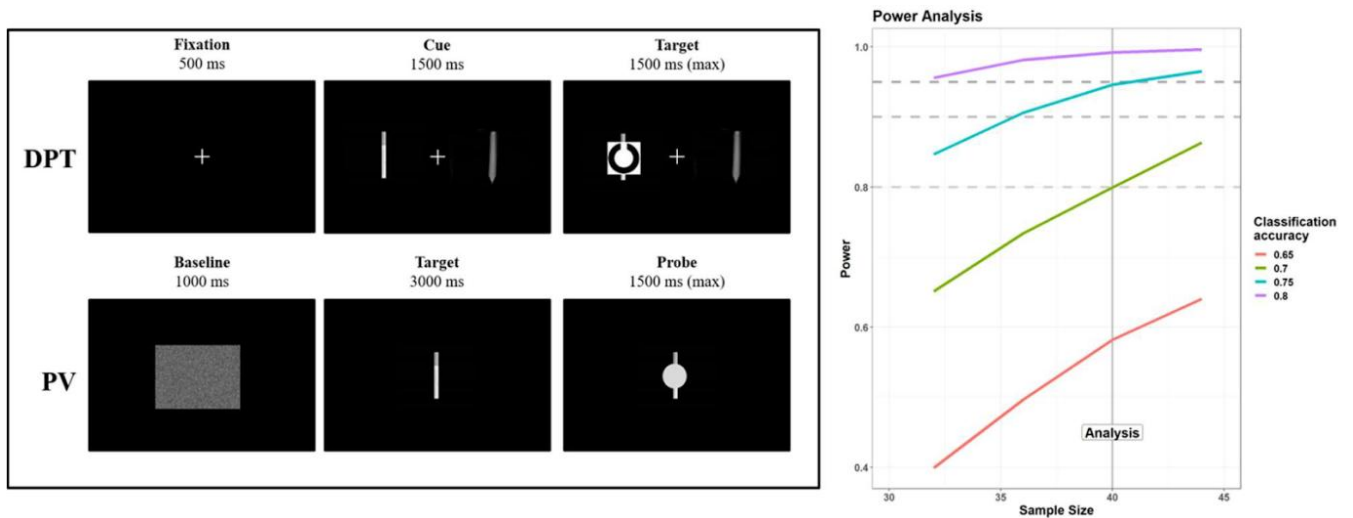 Fixation
500 ms
Cue
1500 ms
Target
1500 ms (max)
DPT
Baseline
1000 ms
Target
3000 ms
Probe
1500 ms (max)
PV
Power Analysis
1.0
0.8
0.6
0.4
Power
30
35
40
45
Sample Size
Analysis
Classification
accuracy
0.65
0.7
0.75
0.8